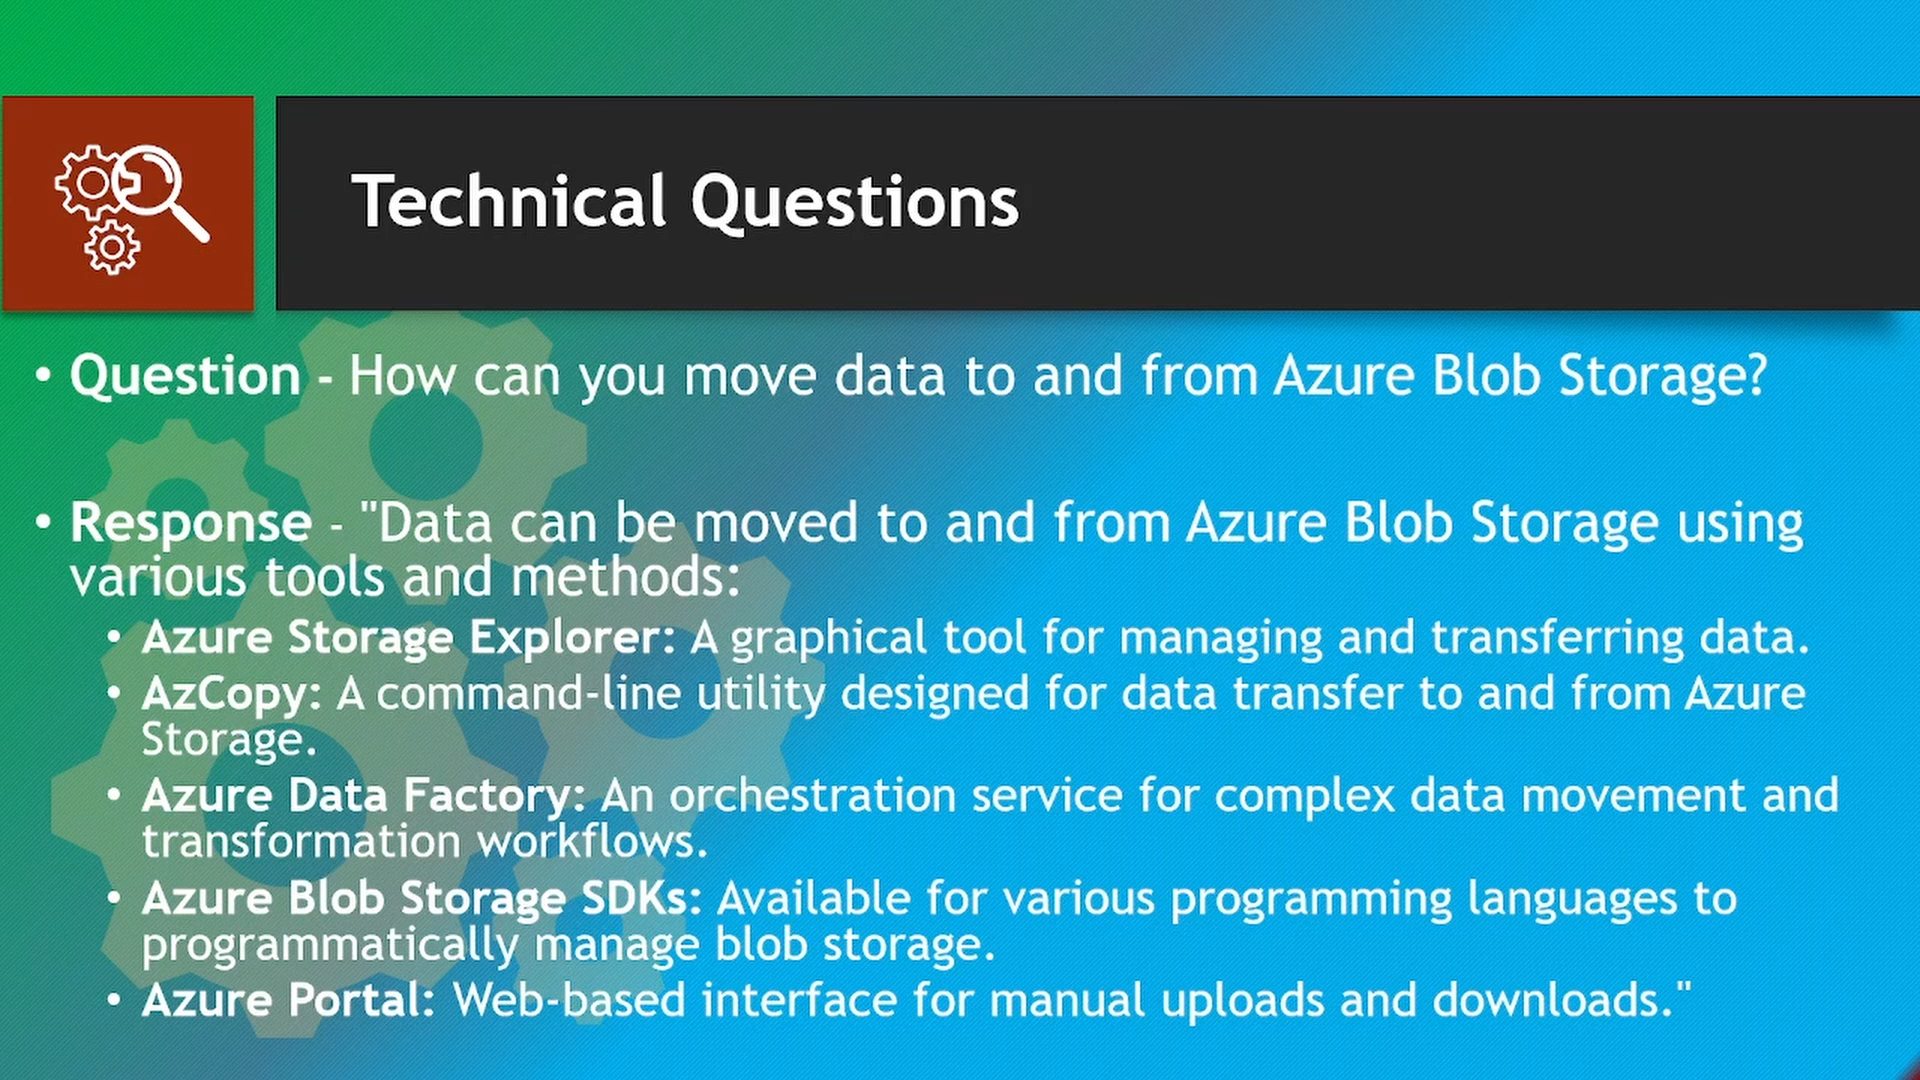 Technical Questions
• Question - How can you move data to and from Azure Blob Storage?
• Response - "Data can be moved to and from Azure Blob Storage using
various tools and methods:
• Azure Storage Explorer: A graphical tool for managing and transferring data.
• AzCopy: A command-line utility designed for data transfer to and from Azure
Storage.
• Azure Data Factory: An orchestration service for complex data movement and
transformation workflows.
• Azure Blob Storage SDKs: Available for various programming languages to
programmatically manage blob storage.
• Azure Portal: Web-based interface for manual uploads and downloads."